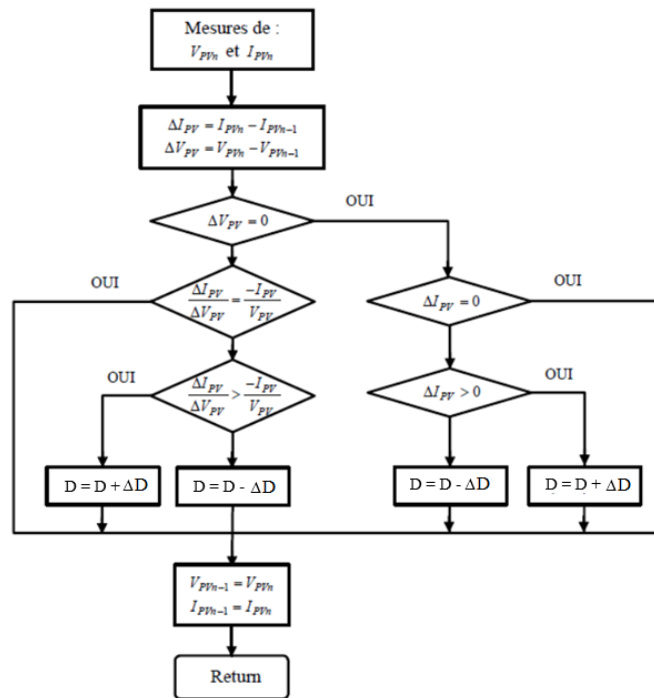 Mesures de :
V_PVn et I_PVn
ΔI_PV = I_PVn − I_PVn−1
ΔV_PV = V_PVn − V_PVn−1
OUI
ΔV_PV = 0
OUI
ΔI_PV / ΔV_PV = −I_PV / V_PV
ΔI_PV = 0
OUI
OUI
ΔI_PV / ΔV_PV > −I_PV / V_PV
ΔI_PV > 0
OUI
D = D + ΔD
D = D - ΔD
D = D - ΔD
D = D + ΔD
V_PVn−1 = V_PVn
I_PVn−1 = I_PVn
Return